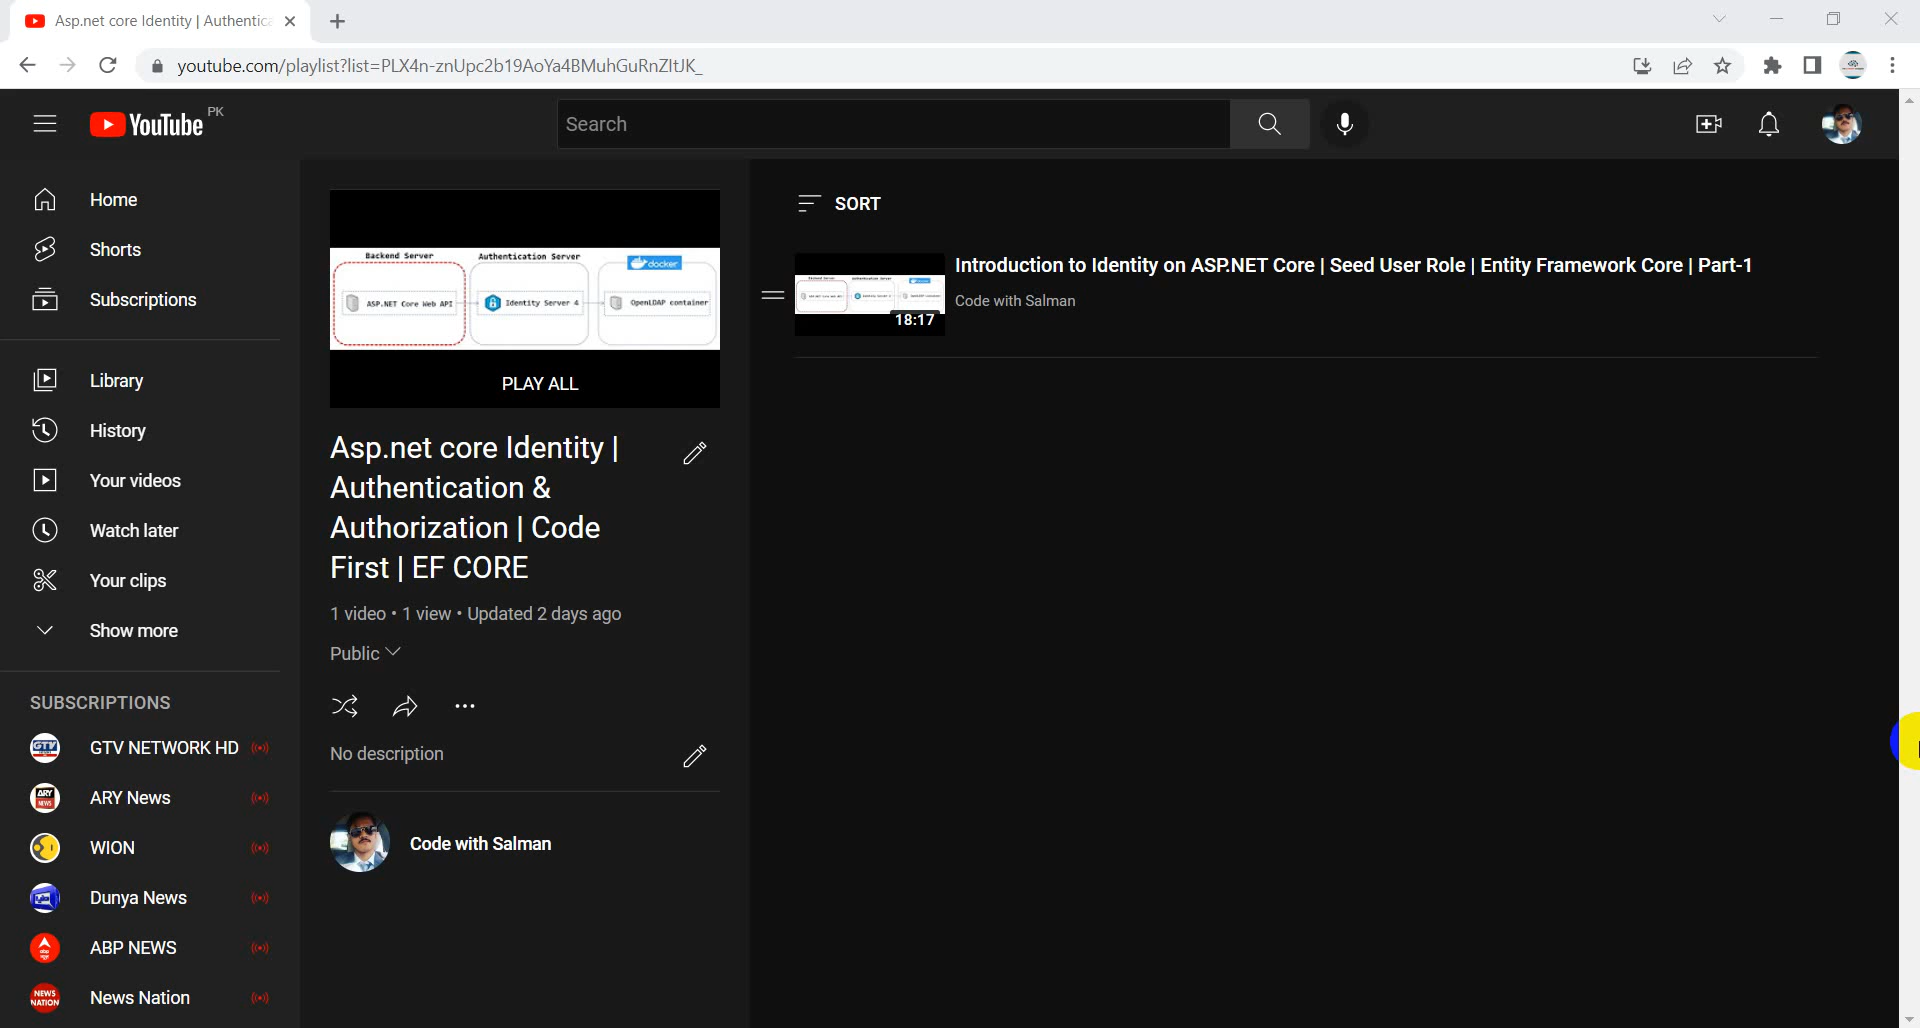 Asp.net core Identity | Authentica
youtube.com/playlist?list=PLX4n-znUpc2b19AoYa4BMuhGuRnZltJK_
YouTube PK
Search
Home
Shorts
Subscriptions
Library
History
Your videos
Watch later
Your clips
Show more
SUBSCRIPTIONS
GTV NETWORK HD
ARY News
WION
Dunya News
ABP NEWS
News Nation
Backend Server
Authentication Server
docker
ASP.NET Core Web API
Identity Server 4
OpenLDAP container
PLAY ALL
Asp.net core Identity |
Authentication &
Authorization | Code
First | EF CORE
1 video • 1 view • Updated 2 days ago
Public
No description
Code with Salman
SORT
18:17
Introduction to Identity on ASP.NET Core | Seed User Role | Entity Framework Core | Part-1
Code with Salman